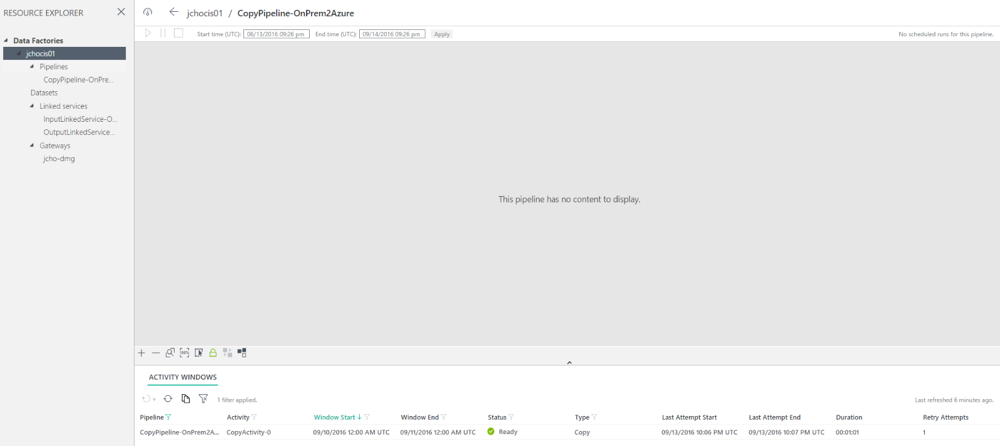 RESOURCE EXPLORER
Data Factories
jchocis01
Pipelines
CopyPipeline-OnPre...
Datasets
Linked services
InputLinkedService-O...
OutputLinkedService...
Gateways
jcho-dmg
jchocis01 / CopyPipeline-OnPrem2Azure
Start time (UTC): 06/13/2016 09:26 pm End time (UTC): 09/14/2016 09:26 pm Apply No scheduled runs for this pipeline.
This pipeline has no content to display.
100%
ACTIVITY WINDOWS
1 filter applied. Last refreshed 6 minutes ago.
Pipeline Activity Window Start Window End Status Type Last Attempt Start Last Attempt End Duration Retry Attempts
CopyPipeline-OnPrem2A... CopyActivity-0 09/10/2016 12:00 AM UTC 09/11/2016 12:00 AM UTC Ready Copy 09/13/2016 10:06 PM UTC 09/13/2016 10:07 PM UTC 00:01:01 1